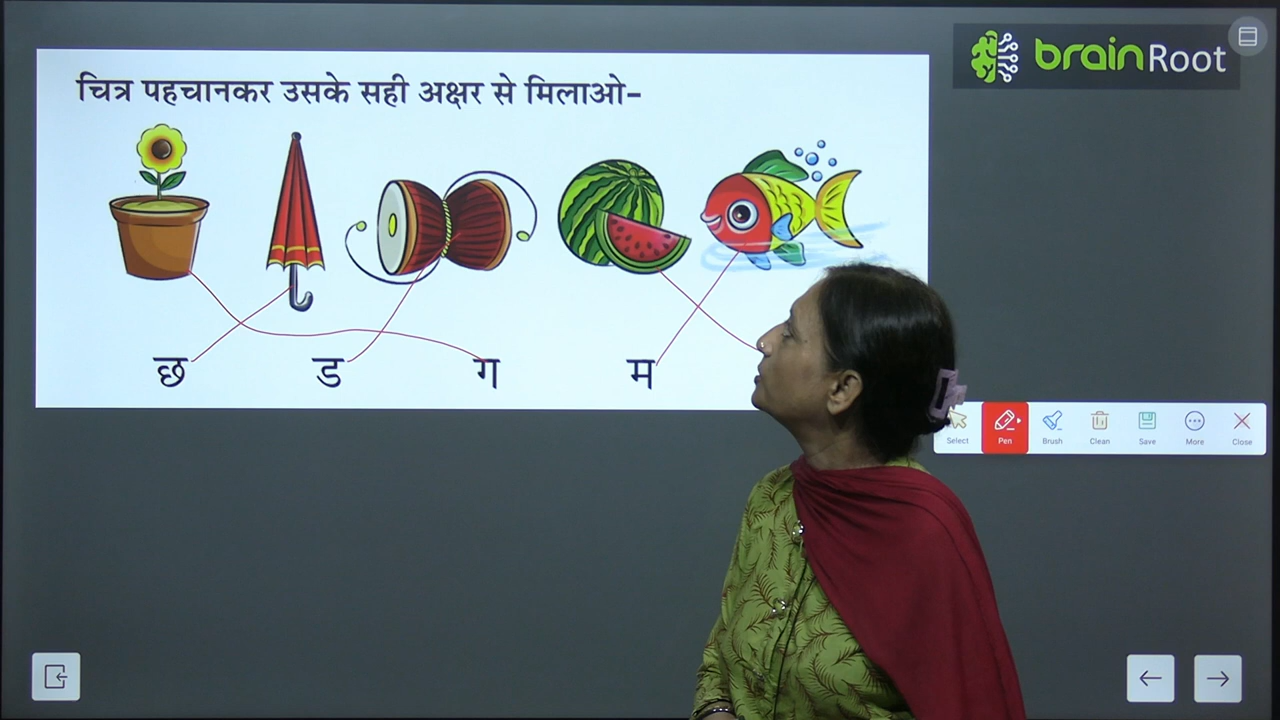 brainRoot
चित्र पहचानकर उसके सही अक्षर से मिलाओ-
छ ड ग म
Select Pen Brush Clean Save More Close